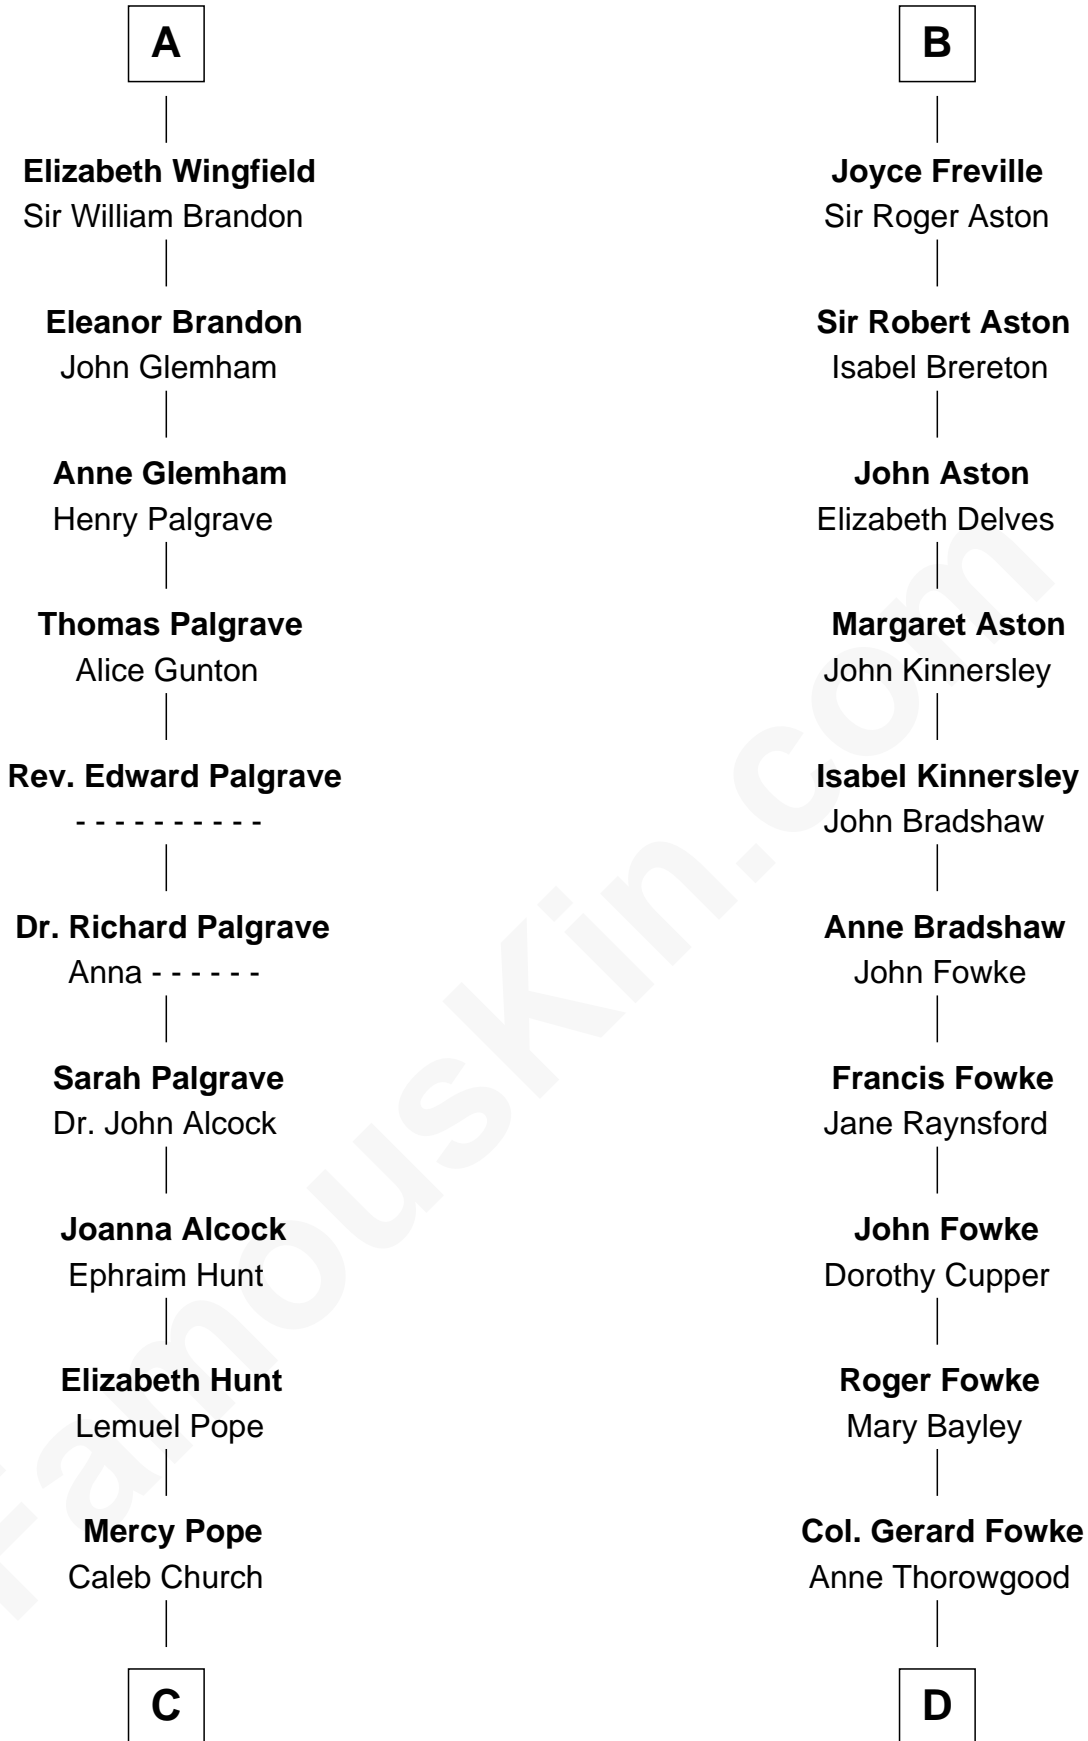 A
Elizabeth Wingfield
Sir William Brandon
Eleanor Brandon
John Glemham
Anne Glemham
Henry Palgrave
Thomas Palgrave
Alice Gunton
Rev. Edward Palgrave
- - - - - - - - - -
Dr. Richard Palgrave
Anna - - - - - -
Sarah Palgrave
Dr. John Alcock
Joanna Alcock
Ephraim Hunt
Elizabeth Hunt
Lemuel Pope
Mercy Pope
Caleb Church
C
B
Joyce Freville
Sir Roger Aston
Sir Robert Aston
Isabel Brereton
John Aston
Elizabeth Delves
Margaret Aston
John Kinnersley
Isabel Kinnersley
John Bradshaw
Anne Bradshaw
John Fowke
Francis Fowke
Jane Raynsford
John Fowke
Dorothy Cupper
Roger Fowke
Mary Bayley
Col. Gerard Fowke
Anne Thorowgood
D
FamousKin.com